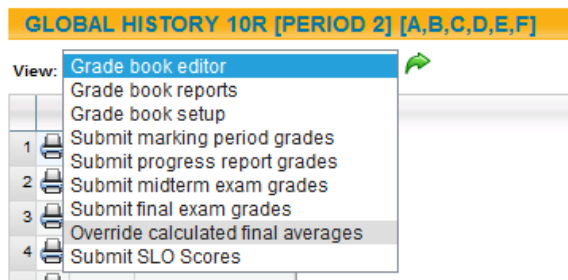 GLOBAL HISTORY 10R [PERIOD 2] [A,B,C,D,E,F]
View: Grade book editor
Grade book reports
Grade book setup
1 Submit marking period grades
Submit progress report grades
2 Submit midterm exam grades
3 Submit final exam grades
Override calculated final averages
4 Submit SLO Scores